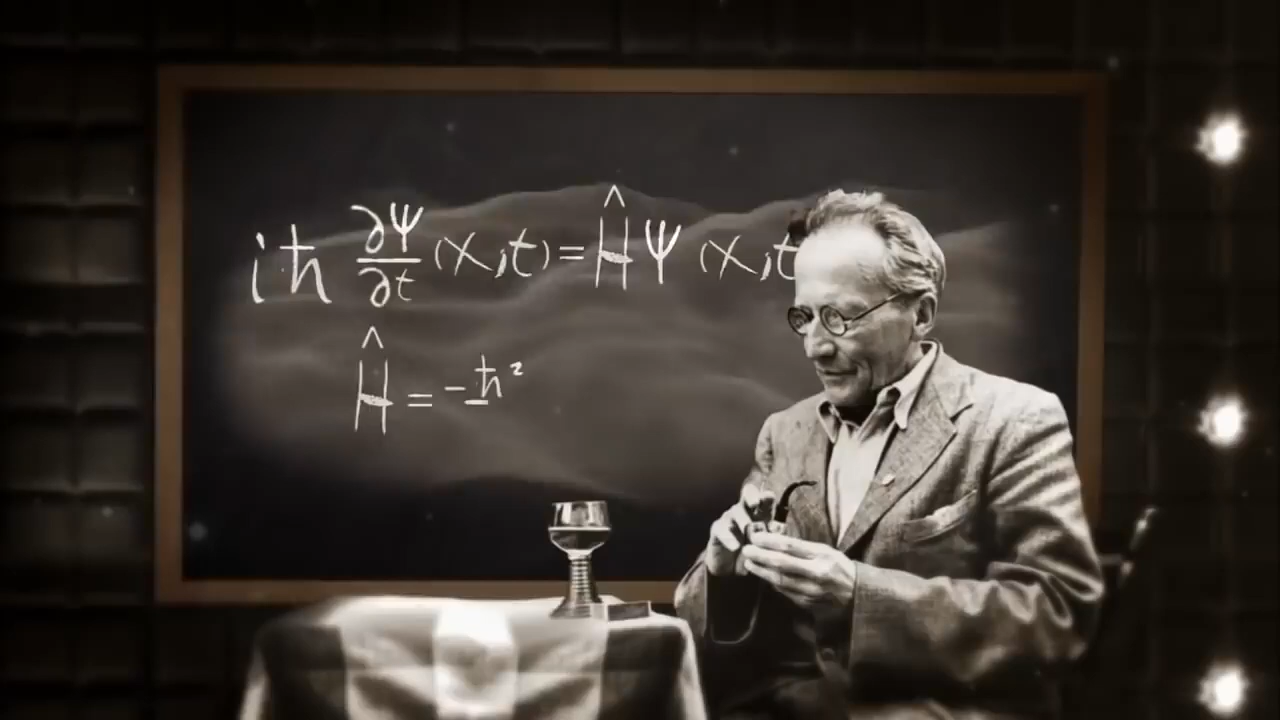 iħ ∂Ψ/∂t (x,t) = Ĥ Ψ (x,t
Ĥ = -ħ²